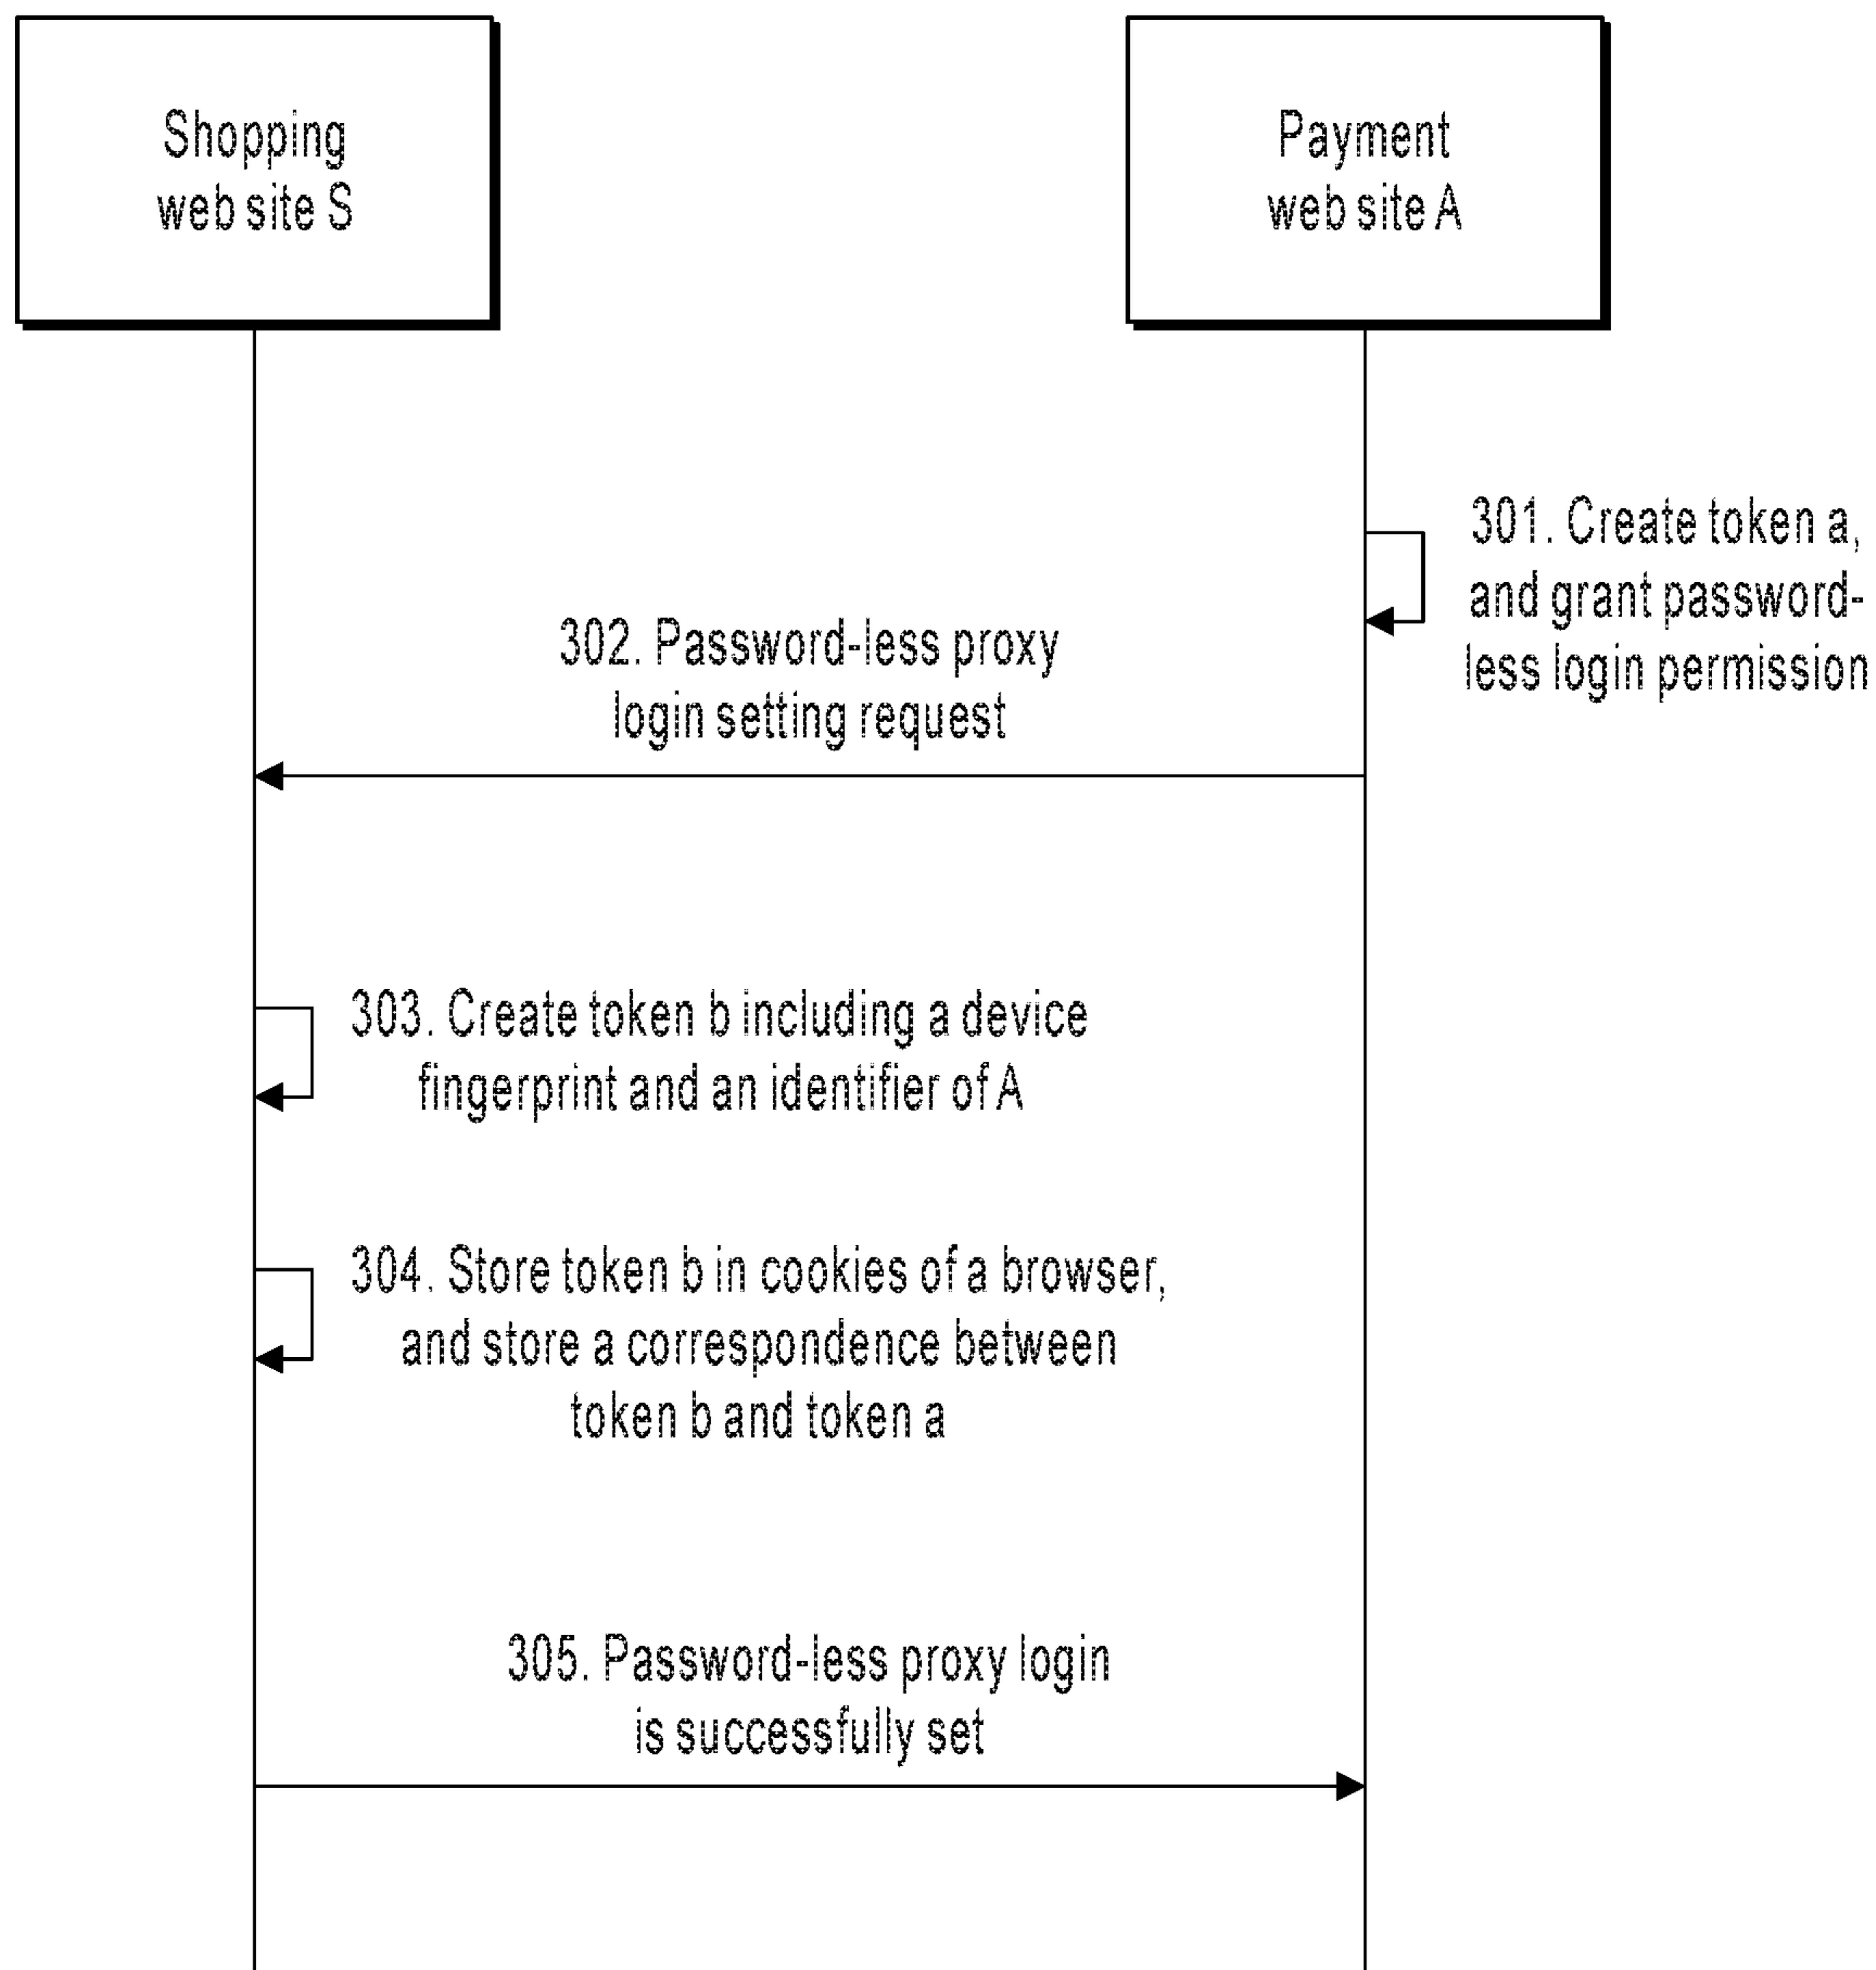 Shopping
web site S
Payment
web site A
301. Create token a,
and grant password-
less login permission
302. Password-less proxy
login setting request
303. Create token b including a device
fingerprint and an identifier of A
304. Store token b in cookies of a browser,
and store a correspondence between
token b and token a
305. Password-less proxy login
is successfully set